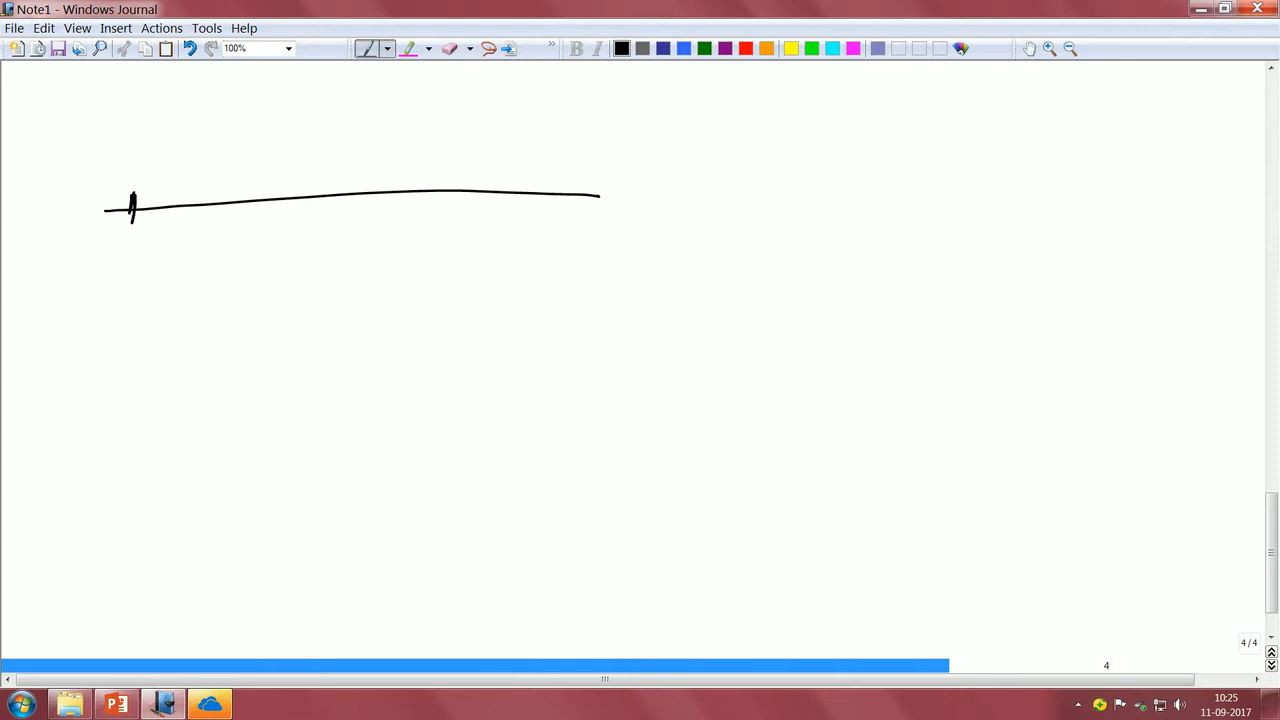 Note1 - Windows Journal
File Edit View Insert Actions Tools Help
100% » B I
4 / 4
4
10:25
11-09-2017